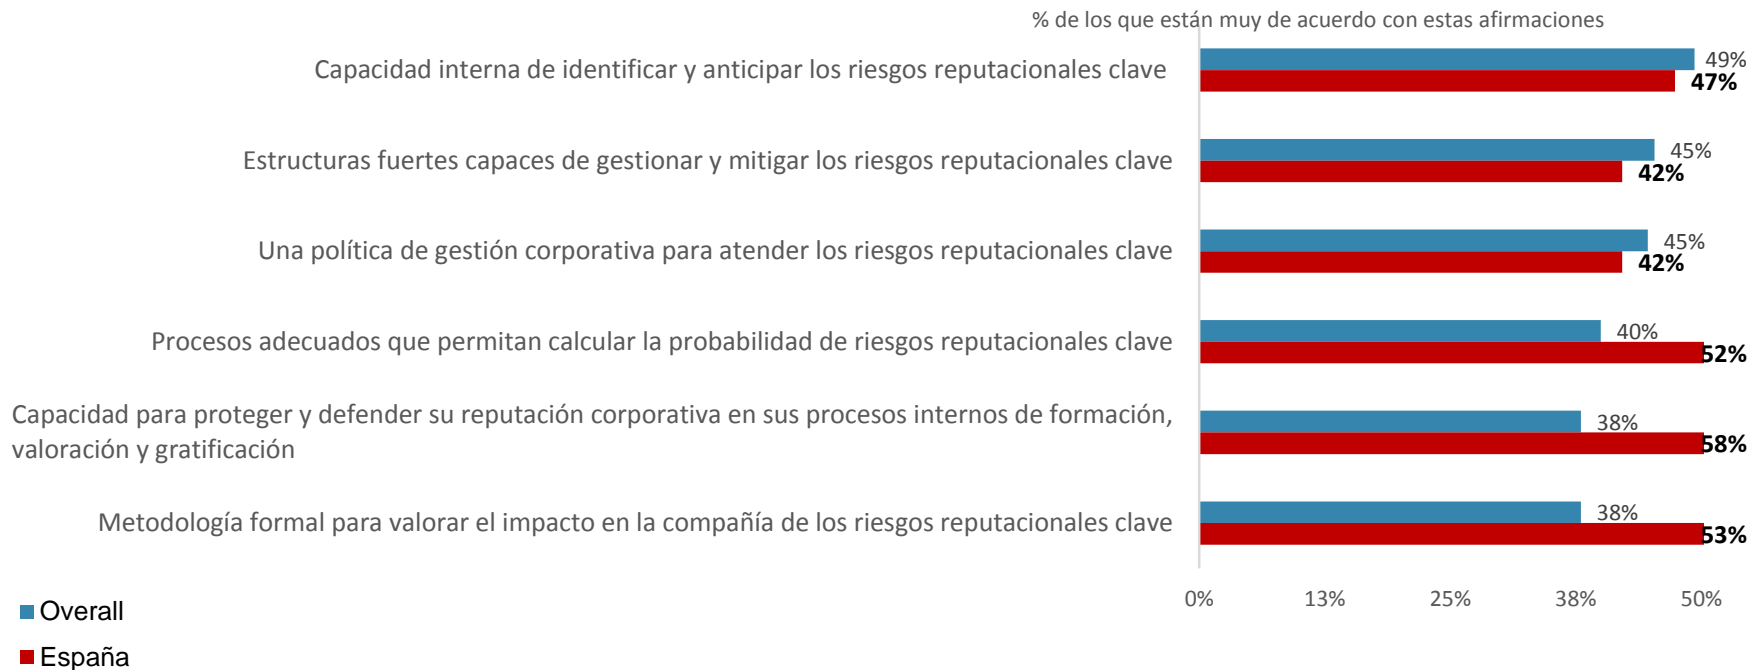 % de los que están muy de acuerdo con estas afirmaciones
Capacidad interna de identificar y anticipar los riesgos reputacionales clave
49%
47%
Estructuras fuertes capaces de gestionar y mitigar los riesgos reputacionales clave
45%
42%
Una política de gestión corporativa para atender los riesgos reputacionales clave
45%
42%
Procesos adecuados que permitan calcular la probabilidad de riesgos reputacionales clave
40%
52%
Capacidad para proteger y defender su reputación corporativa en sus procesos internos de formación,
valoración y gratificación
38%
58%
Metodología formal para valorar el impacto en la compañía de los riesgos reputacionales clave
38%
53%
0% 13% 25% 38% 50%
Overall
España